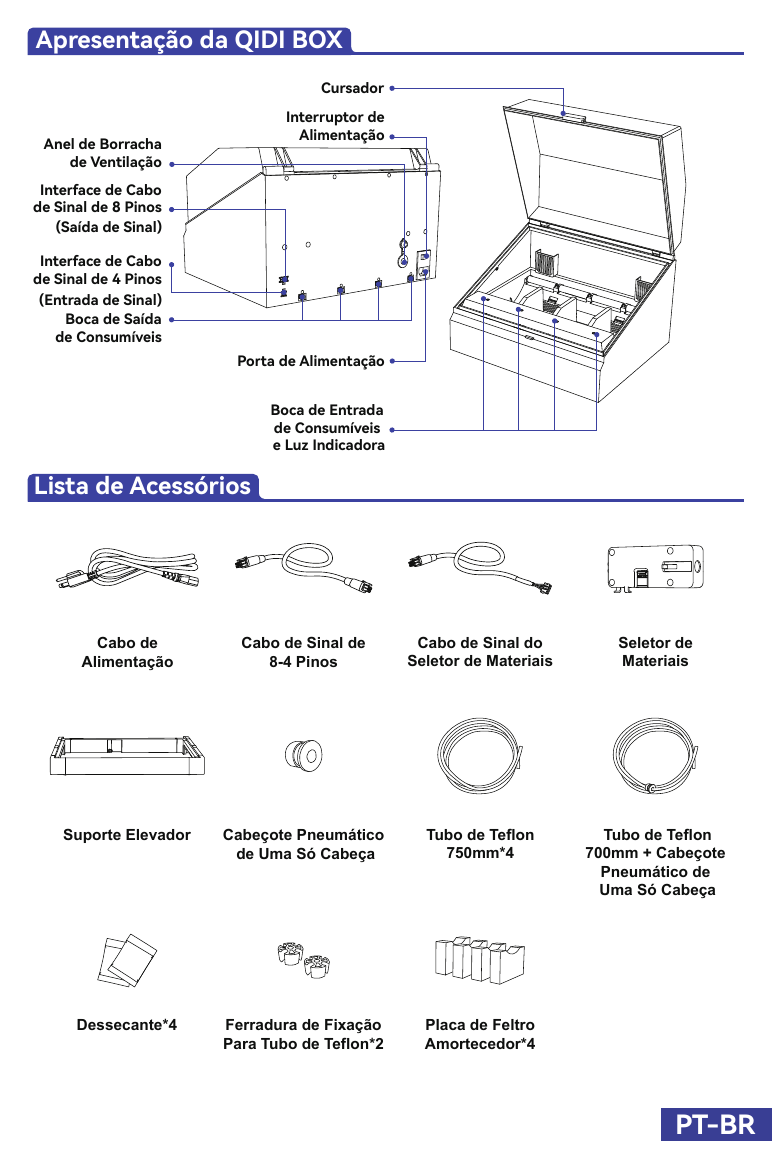 Apresentação da QIDI BOX
Cursador
Interruptor de
Alimentação
Anel de Borracha
de Ventilação
Interface de Cabo
de Sinal de 8 Pinos
(Saída de Sinal)
Interface de Cabo
de Sinal de 4 Pinos
(Entrada de Sinal)
Boca de Saída
de Consumíveis
Porta de Alimentação
Boca de Entrada
de Consumíveis
e Luz Indicadora
Lista de Acessórios
Cabo de
Alimentação
Cabo de Sinal de
8-4 Pinos
Cabo de Sinal do
Seletor de Materiais
Seletor de
Materiais
Suporte Elevador
Cabeçote Pneumático
de Uma Só Cabeça
Tubo de Teflon
750mm*4
Tubo de Teflon
700mm + Cabeçote
Pneumático de
Uma Só Cabeça
Dessecante*4
Ferradura de Fixação
Para Tubo de Teflon*2
Placa de Feltro
Amortecedor*4
PT-BR